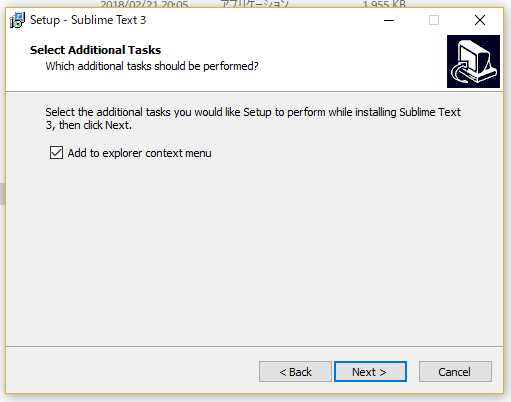 2018/02/21 20:05 アプリケーション 1,955 KB
Setup - Sublime Text 3
Select Additional Tasks
Which additional tasks should be performed?
Select the additional tasks you would like Setup to perform while installing Sublime Text
3, then click Next.
Add to explorer context menu
< Back Next > Cancel